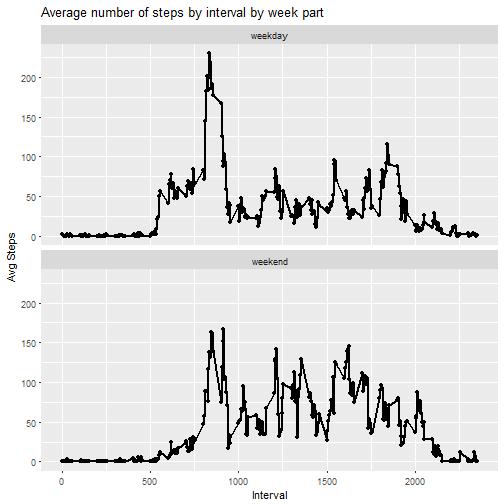 Average number of steps by interval by week part
weekday
200
150
100
50
0
Avg Steps
weekend
200
150
100
50
0
0 500 1000 1500 2000
Interval